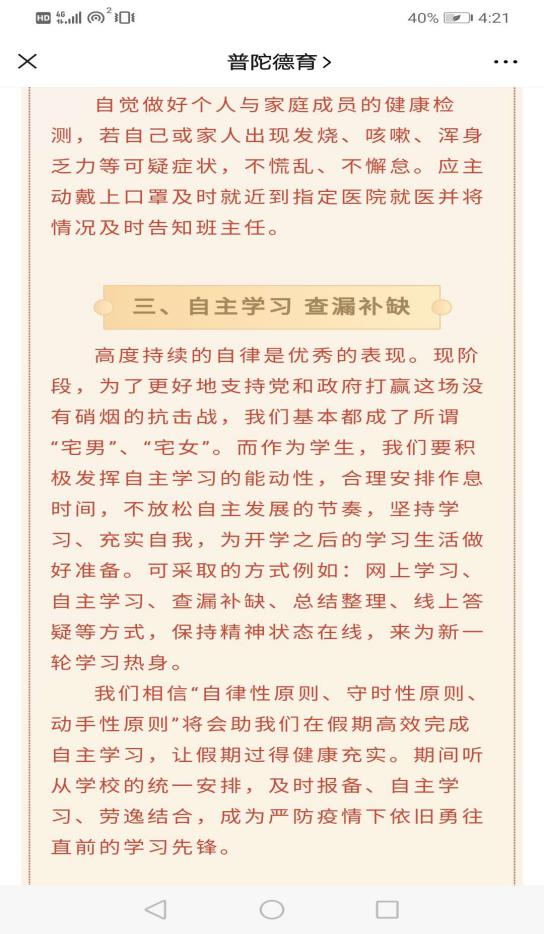 HD 4G 2 40% 4:21
普陀德育>
自觉做好个人与家庭成员的健康检
测，若自己或家人出现发烧、咳嗽、浑身
乏力等可疑症状，不慌乱、不懈怠。应主
动戴上口罩及时就近到指定医院就医并将
情况及时告知班主任。
三、自主学习 查漏补缺
高度持续的自律是优秀的表现。现阶
段，为了更好地支持党和政府打赢这场没
有硝烟的抗击战，我们基本都成了所谓
“宅男”、“宅女”。而作为学生，我们要积
极发挥自主学习的能动性，合理安排作息
时间，不放松自主发展的节奏，坚持学
习、充实自我，为开学之后的学习生活做
好准备。可采取的方式例如：网上学习、
自主学习、查漏补缺、总结整理、线上答
疑等方式，保持精神状态在线，来为新一
轮学习热身。
我们相信“自律性原则、守时性原则、
动手性原则”将会助我们在假期高效完成
自主学习，让假期过得健康充实。期间听
从学校的统一安排，及时报备、自主学
习、劳逸结合，成为严防疫情下依旧勇往
直前的学习先锋。